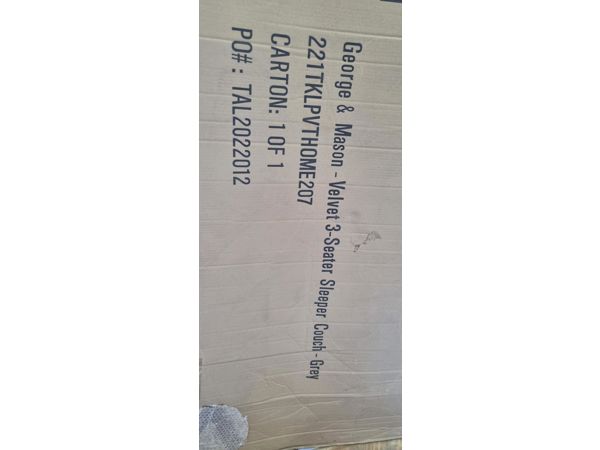 George & Mason - Velvet 3-Seater Sleeper Couch - Grey
221TKLPVTHOME207
CARTON: 1 OF 1
PO# : TAL2022012